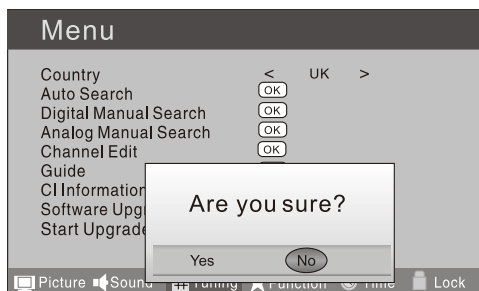 Menu
Country < UK >
Auto Search OK
Digital Manual Search OK
Analog Manual Search OK
Channel Edit OK
Guide
CI Information
Software Upgr
Start Upgrade
Are you sure?
Yes No
Picture Sound Tuning Function Time Lock